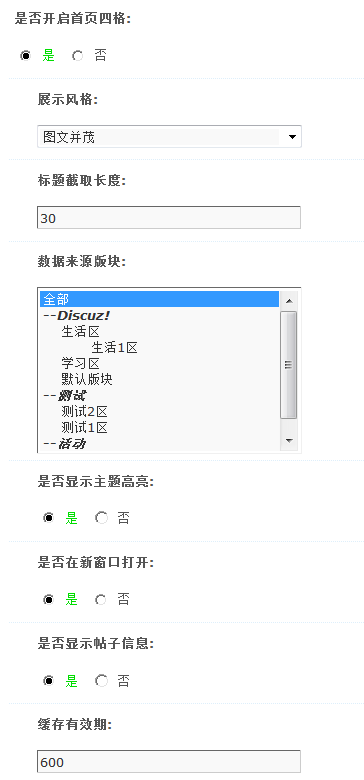 是否开启首页四格:
是 否
展示风格:
图文并茂
标题截取长度:
30
数据来源版块:
全部
--Discuz!
生活区
生活1区
学习区
默认版块
--测试
测试2区
测试1区
--活动
是否显示主题高亮:
是 否
是否在新窗口打开:
是 否
是否显示帖子信息:
是 否
缓存有效期:
600